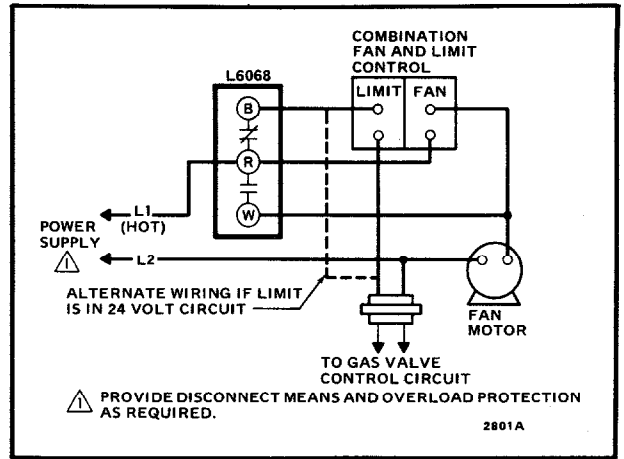 COMBINATION
FAN AND LIMIT
CONTROL
L6068
LIMIT FAN
B
R
W
L1
(HOT)
POWER
SUPPLY
1
L2
ALTERNATE WIRING IF LIMIT
IS IN 24 VOLT CIRCUIT
FAN
MOTOR
TO GAS VALVE
CONTROL CIRCUIT
1 PROVIDE DISCONNECT MEANS AND OVERLOAD PROTECTION
AS REQUIRED.
2801A